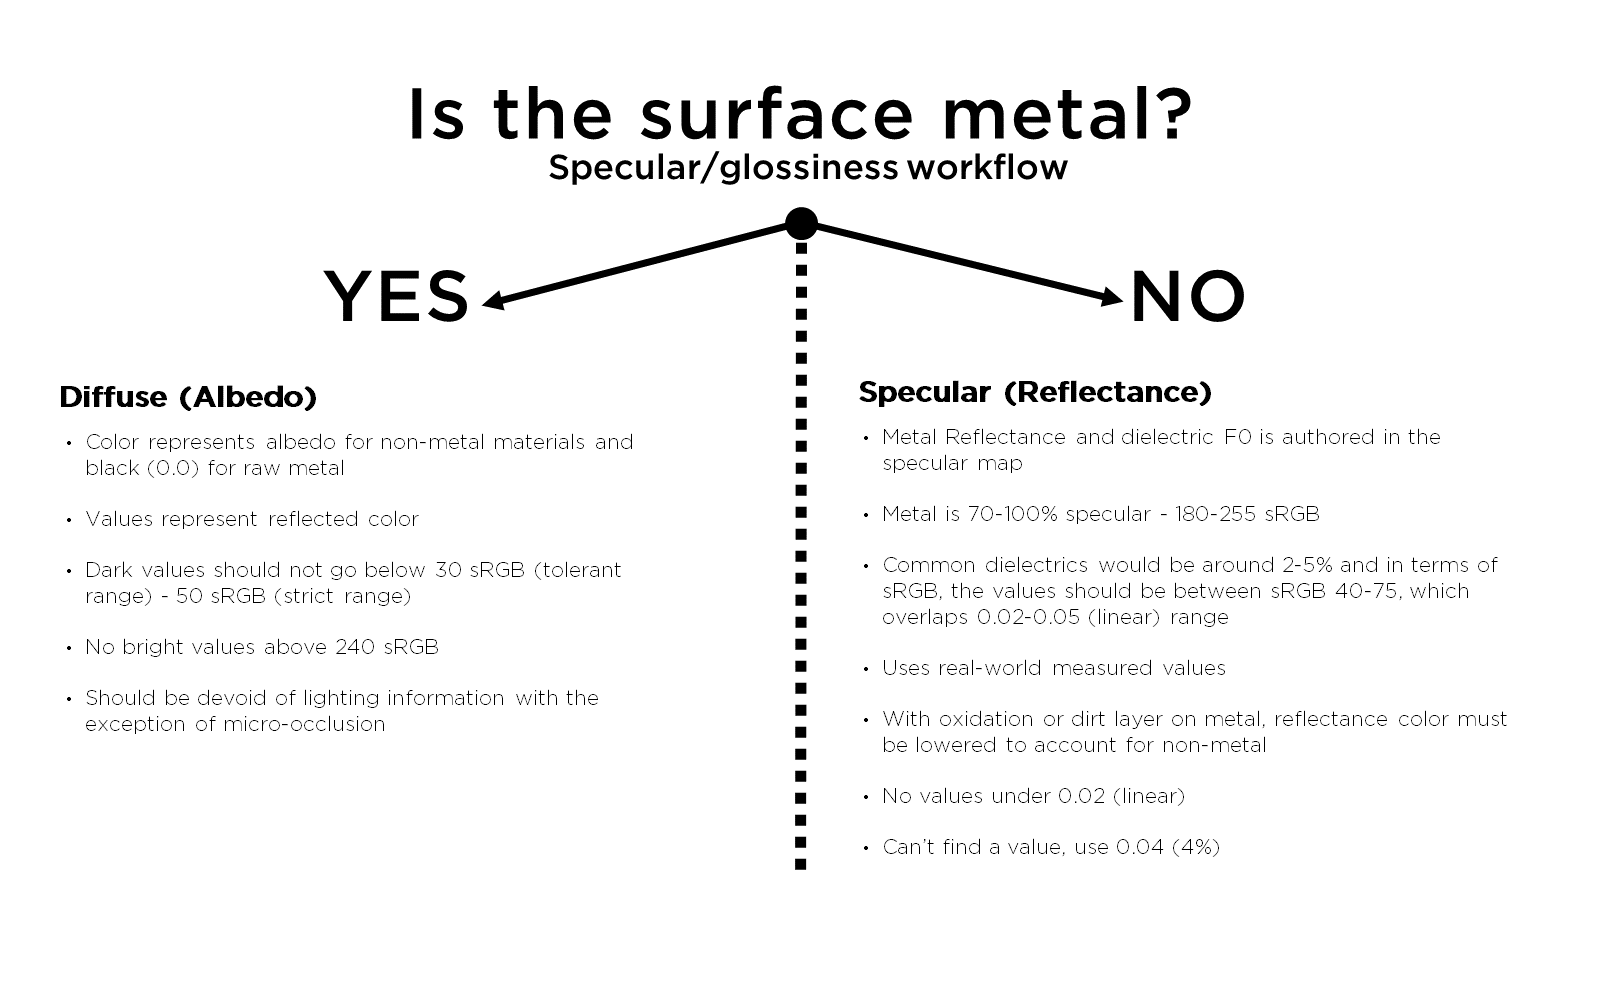 Is the surface metal?
Specular/glossiness workflow
YES
NO
Diffuse (Albedo)
• Color represents albedo for non-metal materials and
black (0.0) for raw metal
• Values represent reflected color
• Dark values should not go below 30 sRGB (tolerant
range) - 50 sRGB (strict range)
• No bright values above 240 sRGB
• Should be devoid of lighting information with the
exception of micro-occlusion
Specular (Reflectance)
• Metal Reflectance and dielectric F0 is authored in the
specular map
• Metal is 70-100% specular - 180-255 sRGB
• Common dielectrics would be around 2-5% and in terms of
sRGB, the values should be between sRGB 40-75, which
overlaps 0.02-0.05 (linear) range
• Uses real-world measured values
• With oxidation or dirt layer on metal, reflectance color must
be lowered to account for non-metal
• No values under 0.02 (linear)
• Can't find a value, use 0.04 (4%)